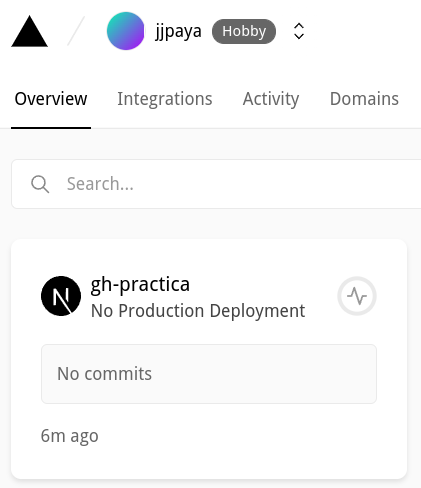 jjpaya Hobby
Overview Integrations Activity Domains
Search...
gh-practica
No Production Deployment
No commits
6m ago